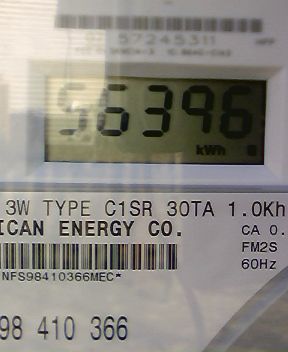 57245311
56396
kWh
3W TYPE C1SR 30TA 1.0Kh
ICAN ENERGY CO.
CA 0.
FM2S
60Hz
NFS98410366MEC*
98 410 366